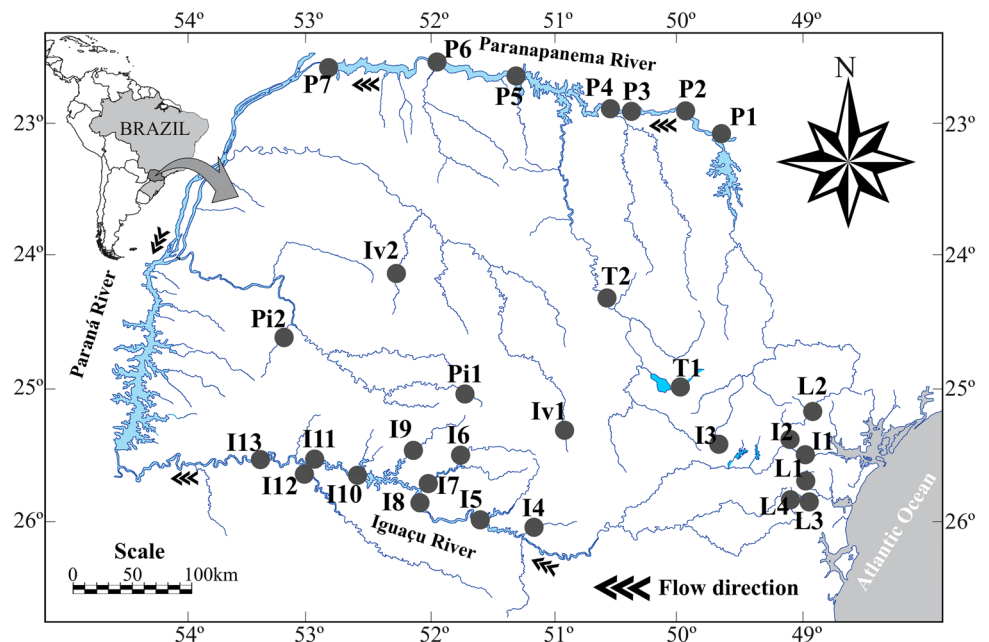 54º 53º 52º 51º 50º 49º
P6 Paranapanema River
P7
P5
P4 P3 P2 P1
N
BRAZIL
23º 23º
24º 24º
Iv2
T2
Paraná River
Pi2
25º 25º
Pi1
T1
L2
Iv1
I3
I2
I1
I13 I11 I9 I6
L1
I12 I10 I8 I7
I5 I4
L4 L3
26º 26º
Iguaçu River
Atlantic Ocean
Scale
0 50 100km
Flow direction
54º 53º 52º 51º 50º 49º